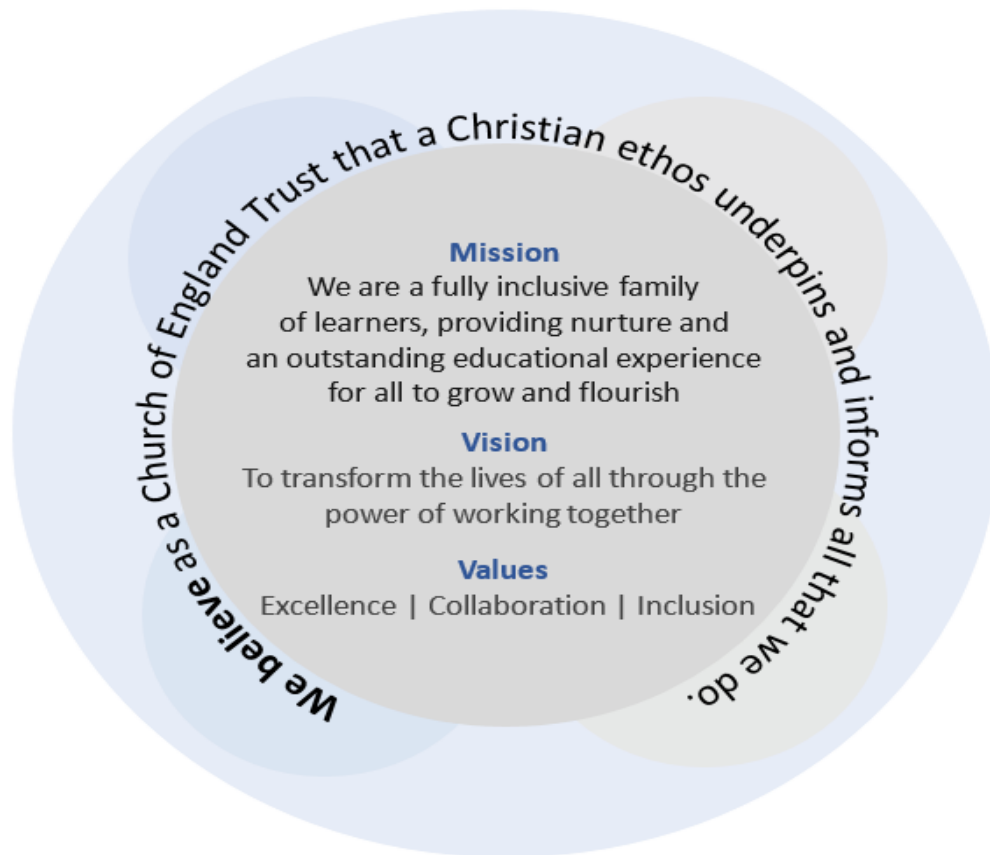 We believe as a Church of England Trust that a Christian ethos underpins and informs all that we do.
Mission
We are a fully inclusive family
of learners, providing nurture and
an outstanding educational experience
for all to grow and flourish
Vision
To transform the lives of all through the
power of working together
Values
Excellence | Collaboration | Inclusion